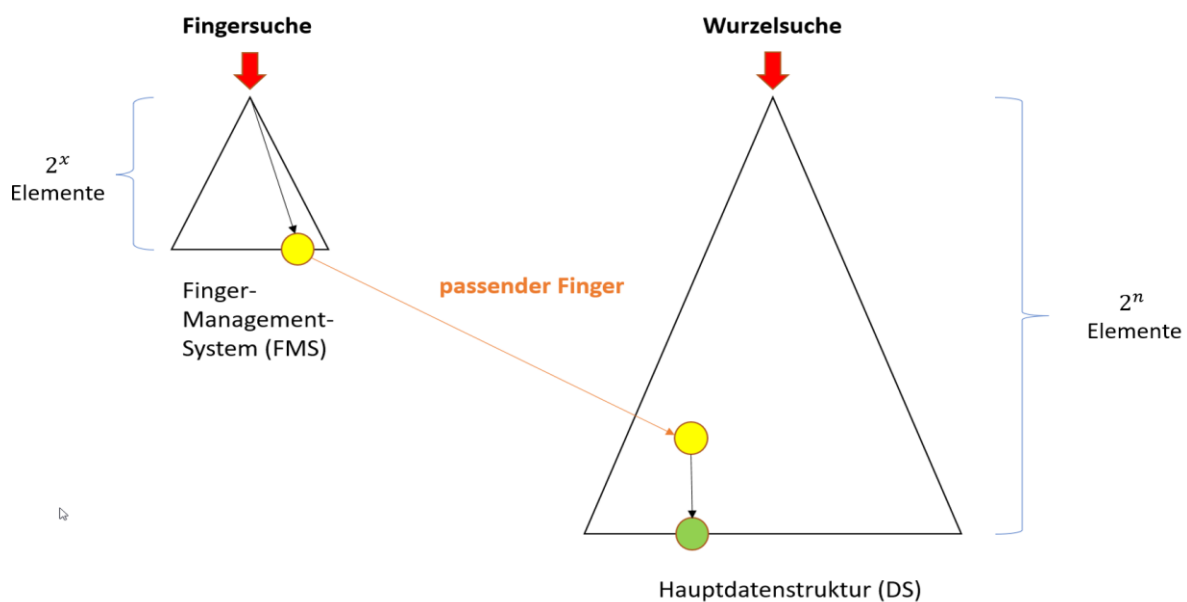 Fingersuche
Wurzelsuche
2^x
Elemente
passender Finger
Finger-
Management-
System (FMS)
2^n
Elemente
Hauptdatenstruktur (DS)